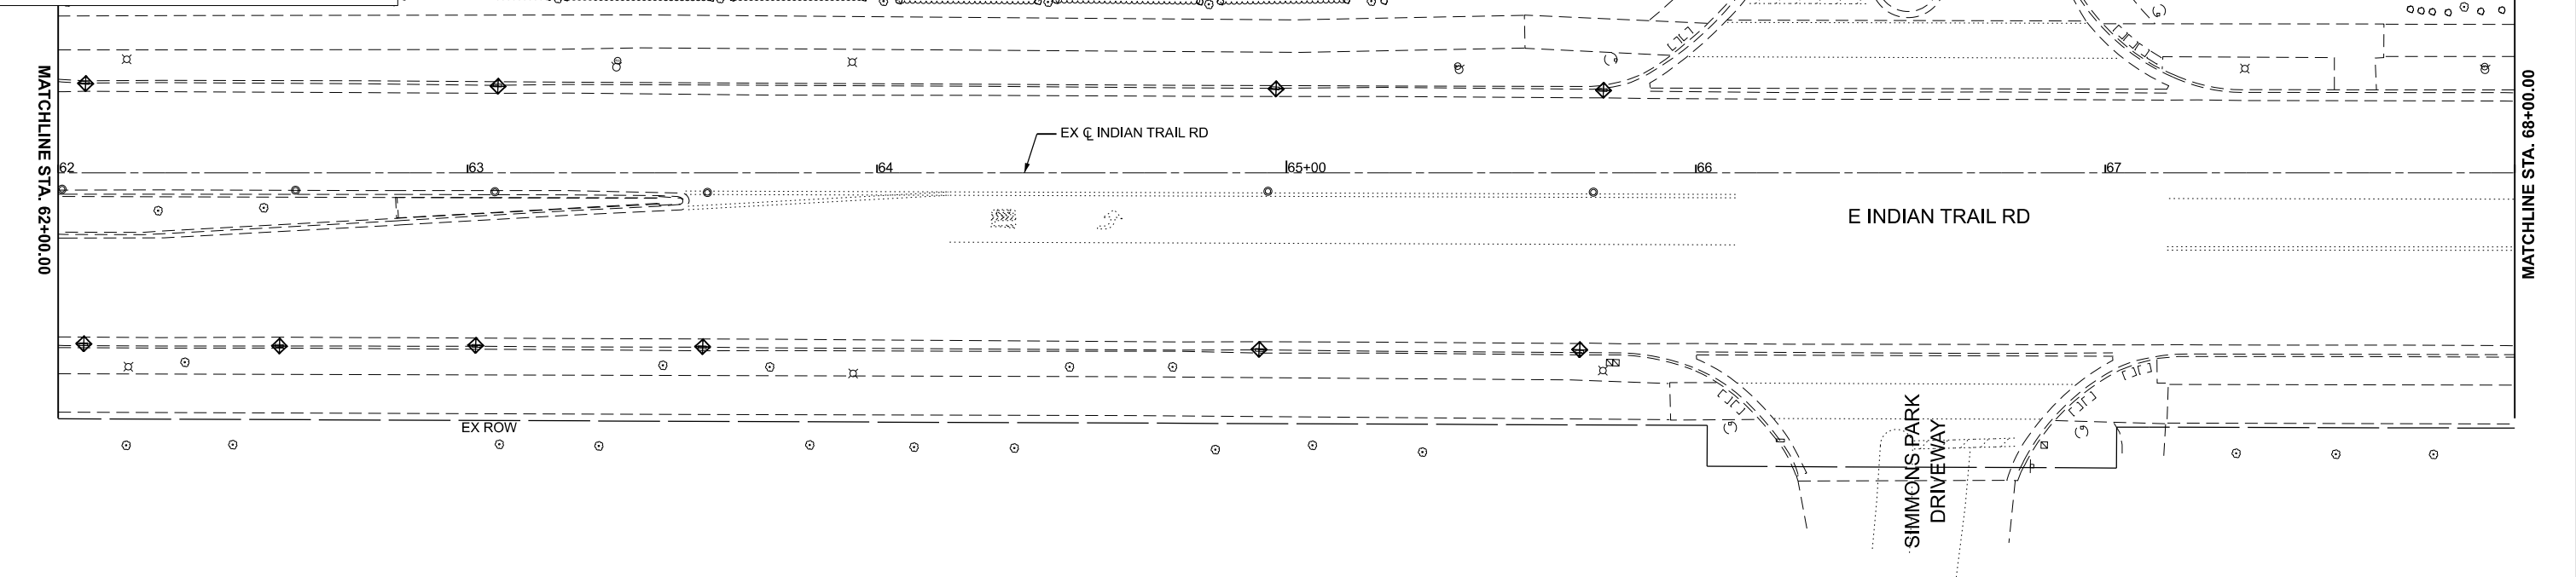 MATCHLINE STA. 62+00.00
EX ℄ INDIAN TRAIL RD
62
63
64
65+00
66
67
E INDIAN TRAIL RD
MATCHLINE STA. 68+00.00
EX ROW
SIMMONS PARK
DRIVEWAY